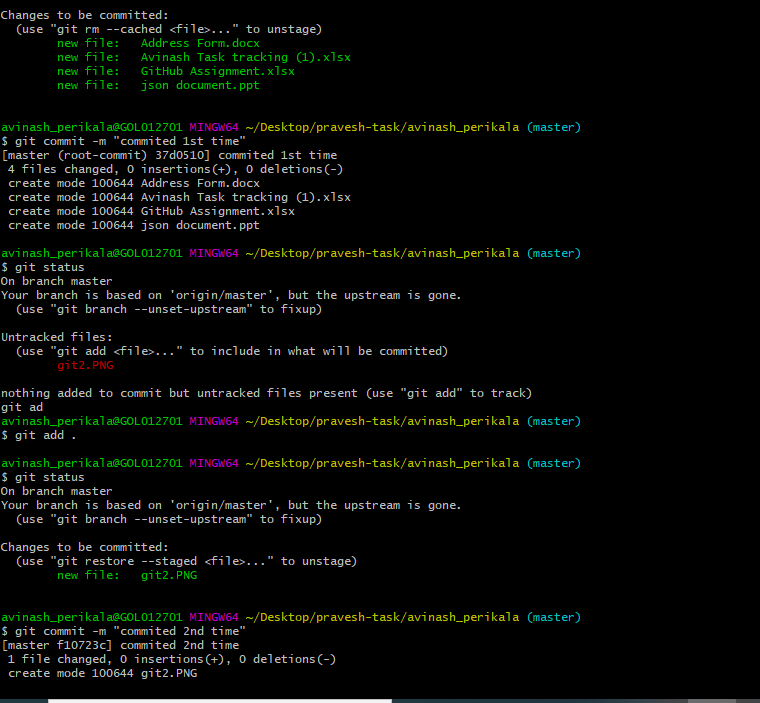 Changes to be committed:
  (use "git rm --cached <file>..." to unstage)
        new file:   Address Form.docx
        new file:   Avinash Task tracking (1).xlsx
        new file:   GitHub Assignment.xlsx
        new file:   json document.ppt

avinash_perikala@GOL012701 MINGW64 ~/Desktop/pravesh-task/avinash_perikala (master)
$ git commit -m "commited 1st time"
[master (root-commit) 37d0510] commited 1st time
 4 files changed, 0 insertions(+), 0 deletions(-)
 create mode 100644 Address Form.docx
 create mode 100644 Avinash Task tracking (1).xlsx
 create mode 100644 GitHub Assignment.xlsx
 create mode 100644 json document.ppt

avinash_perikala@GOL012701 MINGW64 ~/Desktop/pravesh-task/avinash_perikala (master)
$ git status
On branch master
Your branch is based on 'origin/master', but the upstream is gone.
  (use "git branch --unset-upstream" to fixup)

Untracked files:
  (use "git add <file>..." to include in what will be committed)
        git2.PNG

nothing added to commit but untracked files present (use "git add" to track)
git ad
avinash_perikala@GOL012701 MINGW64 ~/Desktop/pravesh-task/avinash_perikala (master)
$ git add .

avinash_perikala@GOL012701 MINGW64 ~/Desktop/pravesh-task/avinash_perikala (master)
$ git status
On branch master
Your branch is based on 'origin/master', but the upstream is gone.
  (use "git branch --unset-upstream" to fixup)

Changes to be committed:
  (use "git restore --staged <file>..." to unstage)
        new file:   git2.PNG

avinash_perikala@GOL012701 MINGW64 ~/Desktop/pravesh-task/avinash_perikala (master)
$ git commit -m "commited 2nd time"
[master f10723c] commited 2nd time
 1 file changed, 0 insertions(+), 0 deletions(-)
 create mode 100644 git2.PNG